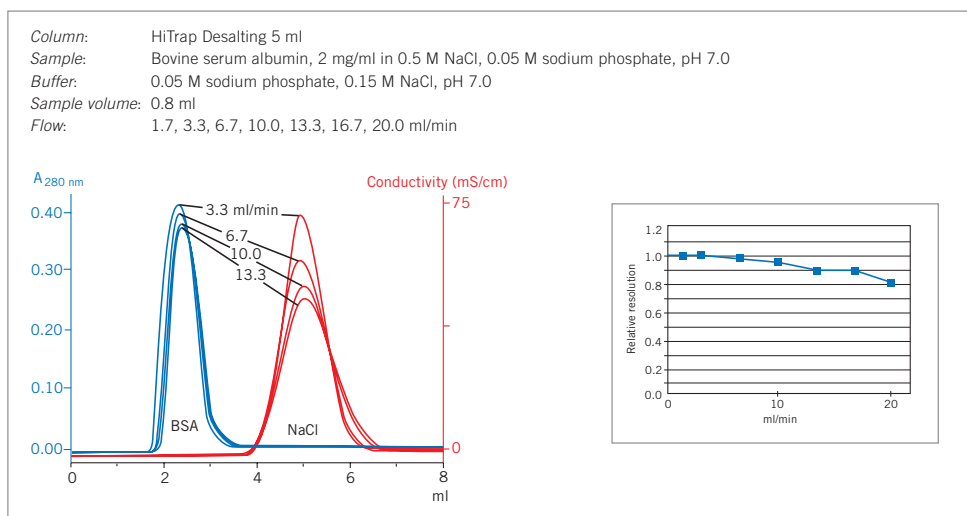 Column: HiTrap Desalting 5 ml
Sample: Bovine serum albumin, 2 mg/ml in 0.5 M NaCl, 0.05 M sodium phosphate, pH 7.0
Buffer: 0.05 M sodium phosphate, 0.15 M NaCl, pH 7.0
Sample volume: 0.8 ml
Flow: 1.7, 3.3, 6.7, 10.0, 13.3, 16.7, 20.0 ml/min
A280 nm
Conductivity (mS/cm)
0.40
0.30
0.20
0.10
0.00
3.3 ml/min
6.7
10.0
13.3
75
0
BSA
NaCl
0 2 4 6 8
ml
Relative resolution
1.2
1.0
0.8
0.6
0.4
0.2
0.0
0 10 20
ml/min